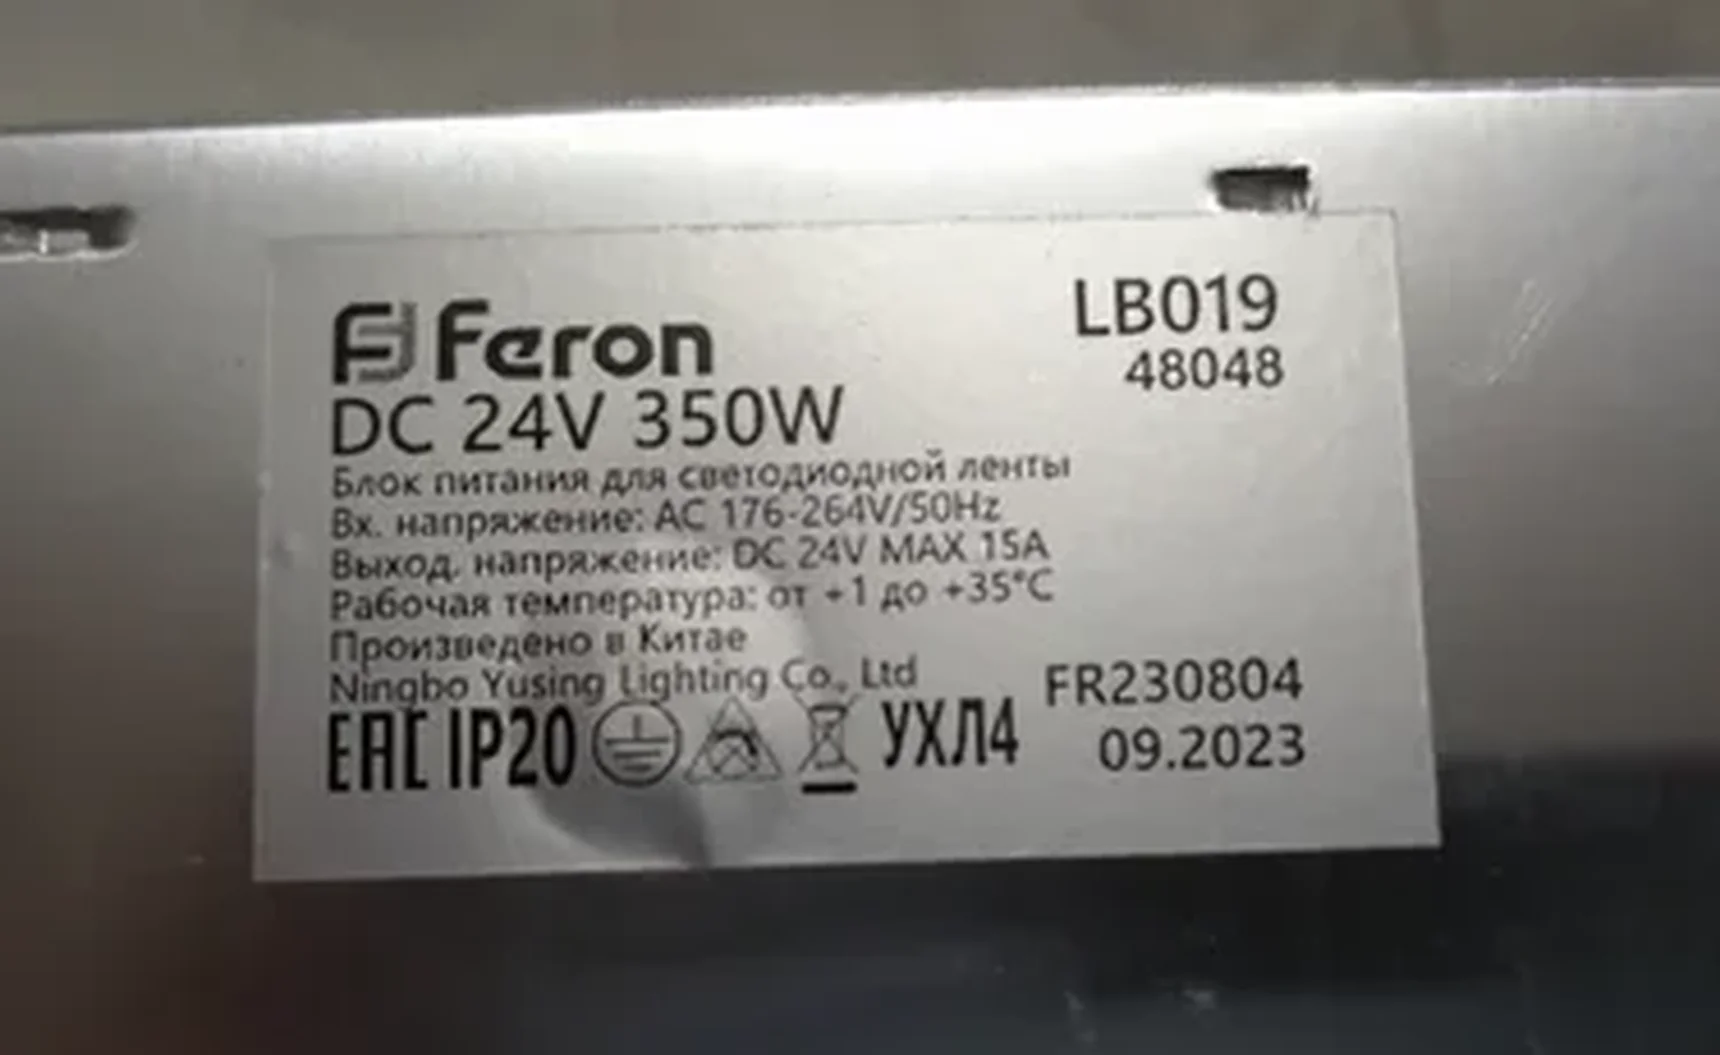 Feron
LB019
48048
DC 24V 350W
Блок питания для светодиодной ленты
Вх. напряжение: AC 176-264V/50Hz
Выход. напряжение: DC 24V MAX 15A
Рабочая температура: от +1 до +35°C
Произведено в Китае
Ningbo Yusing Lighting Co., Ltd
FR230804
EAC IP20 УХЛ4
09.2023